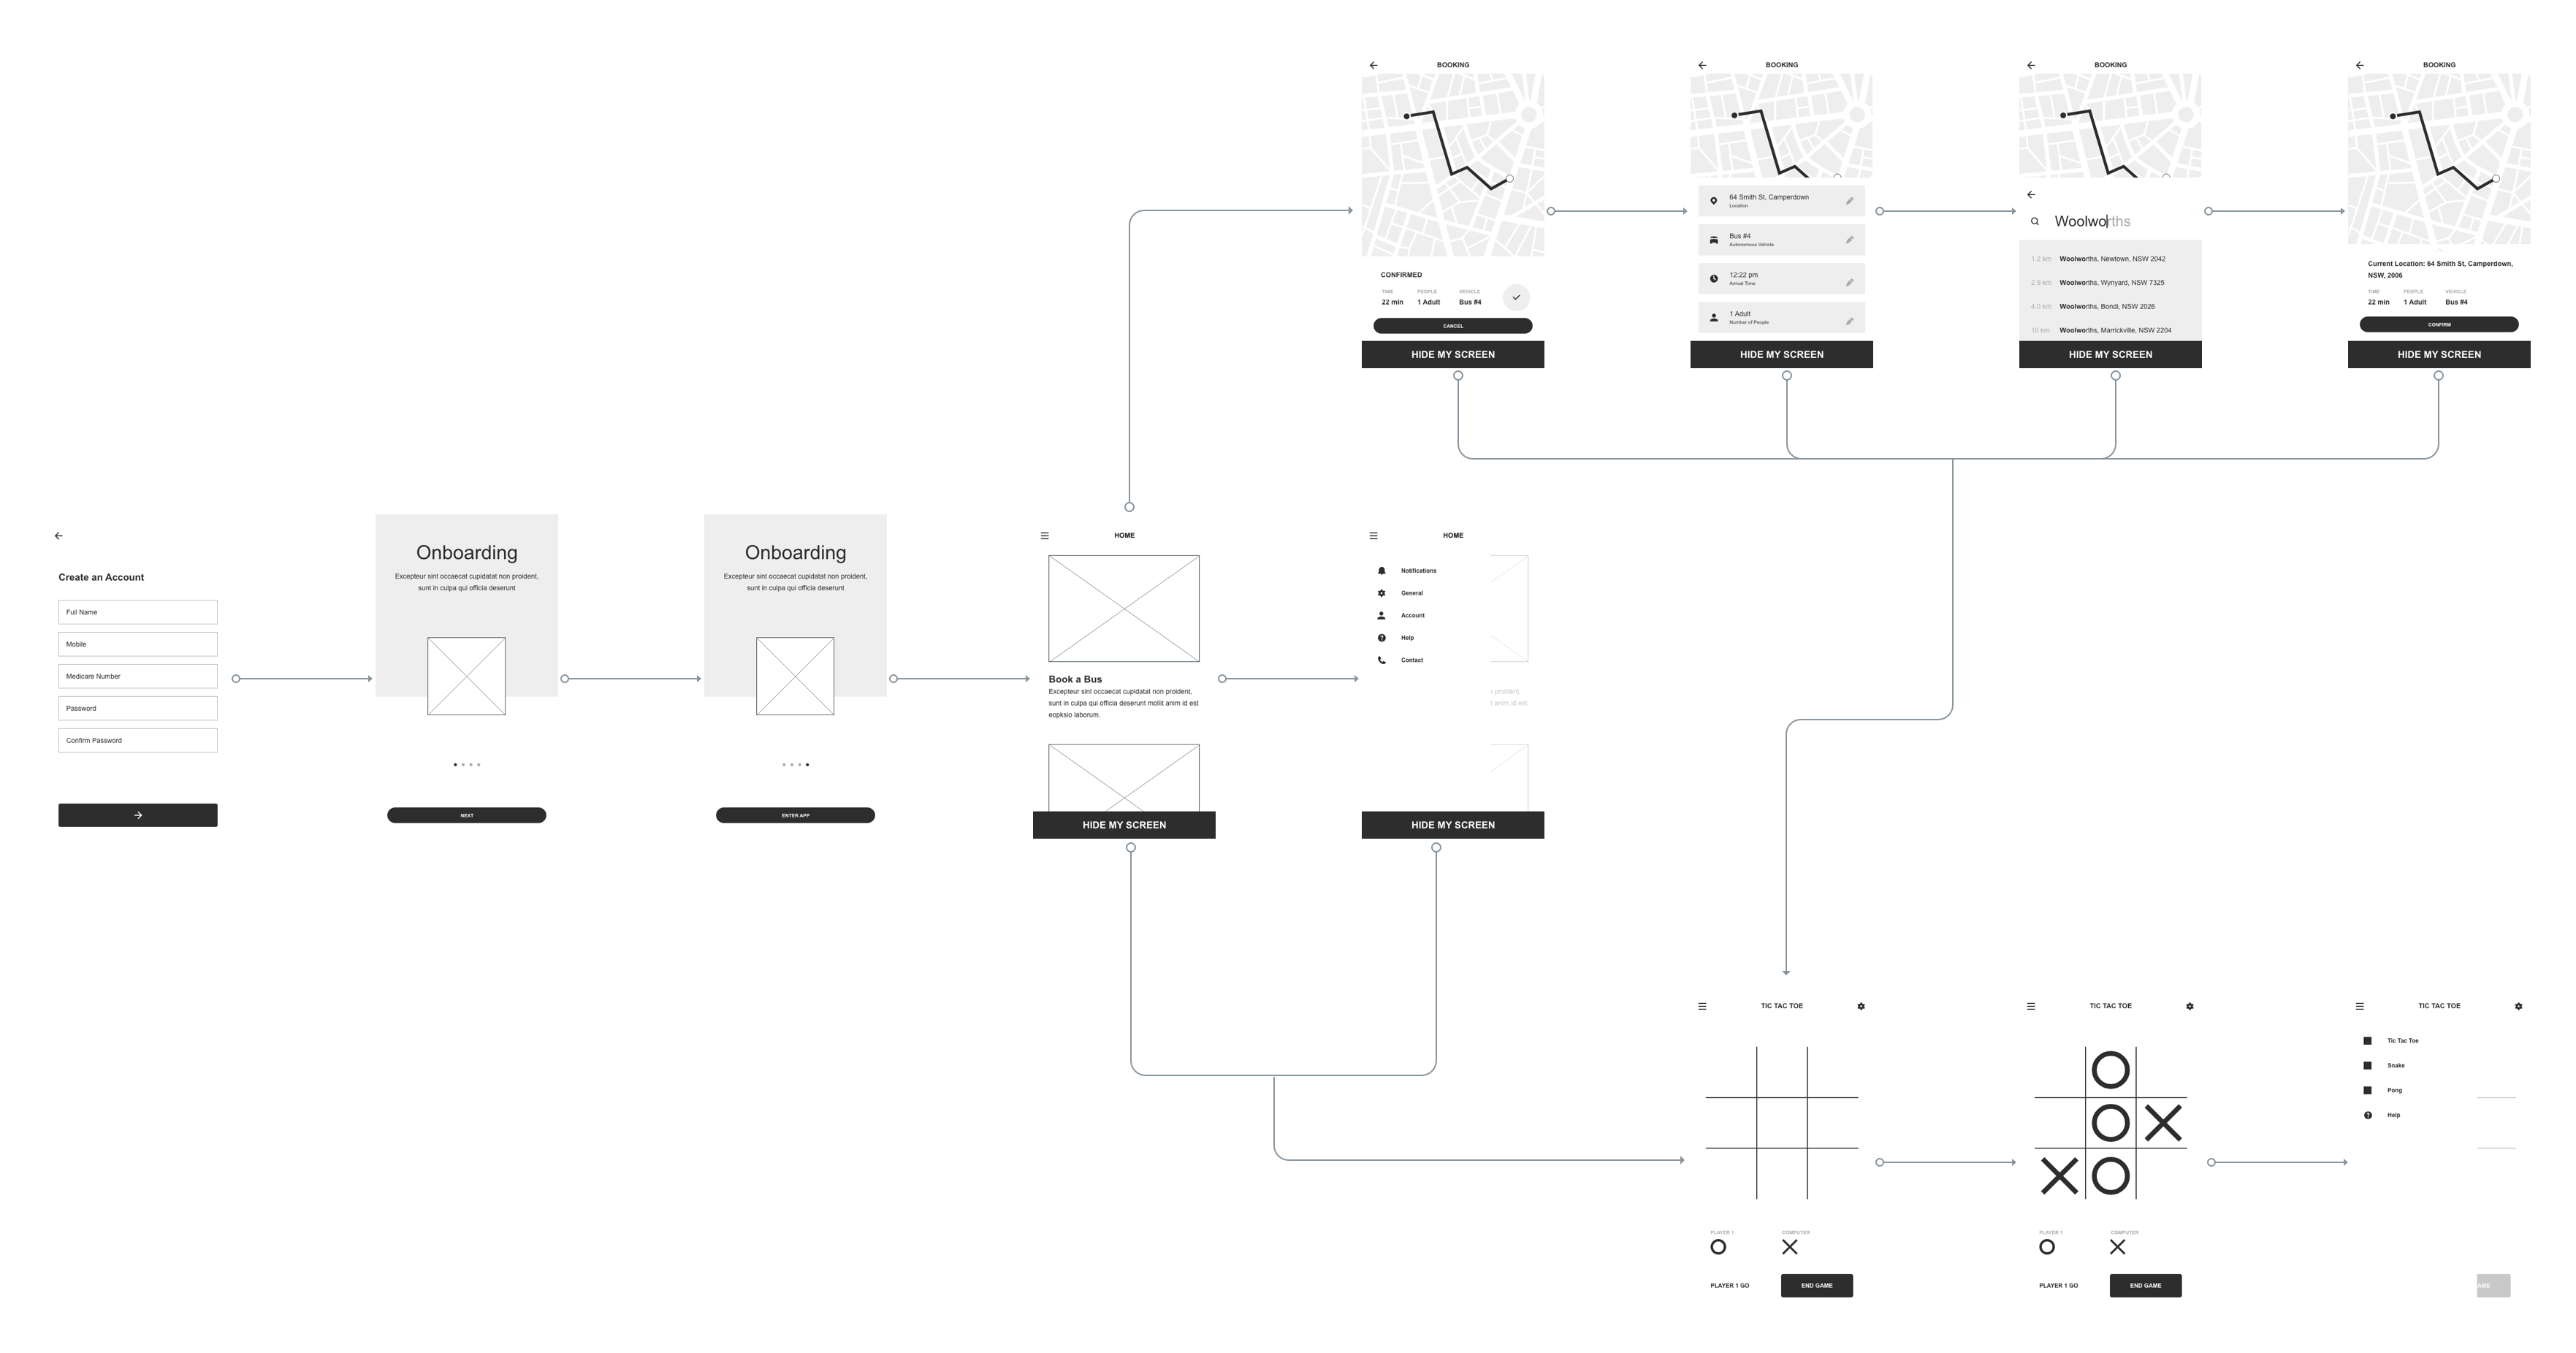 BOOKING
CONFIRMED
TIME PEOPLE VEHICLE
22 min 1 Adult Bus #4
CANCEL
HIDE MY SCREEN
BOOKING
64 Smith St, Camperdown
Location
Bus #4
Autonomous Vehicle
12:22 pm
Arrival Time
1 Adult
Number of People
HIDE MY SCREEN
BOOKING
Woolworths
1.2 km Woolworths, Newtown, NSW 2042
2.9 km Woolworths, Wynyard, NSW 7325
4.0 km Woolworths, Bondi, NSW 2026
10 km Woolworths, Marrickville, NSW 2204
HIDE MY SCREEN
BOOKING
Current Location: 64 Smith St, Camperdown,
NSW, 2006
TIME PEOPLE VEHICLE
22 min 1 Adult Bus #4
CONFIRM
HIDE MY SCREEN
Create an Account
Full Name
Mobile
Medicare Number
Password
Confirm Password
Onboarding
Excepteur sint occaecat cupidatat non proident,
sunt in culpa qui officia deserunt
NEXT
Onboarding
Excepteur sint occaecat cupidatat non proident,
sunt in culpa qui officia deserunt
ENTER APP
HOME
Book a Bus
Excepteur sint occaecat cupidatat non proident,
sunt in culpa qui officia deserunt mollit anim id est
eopksio laborum.
HIDE MY SCREEN
HOME
Notifications
General
Account
Help
Contact
proident,
t anim id est
HIDE MY SCREEN
TIC TAC TOE
PLAYER 1 COMPUTER
PLAYER 1 GO END GAME
TIC TAC TOE
PLAYER 1 COMPUTER
PLAYER 1 GO END GAME
TIC TAC TOE
Tic Tac Toe
Snake
Pong
Help
AME